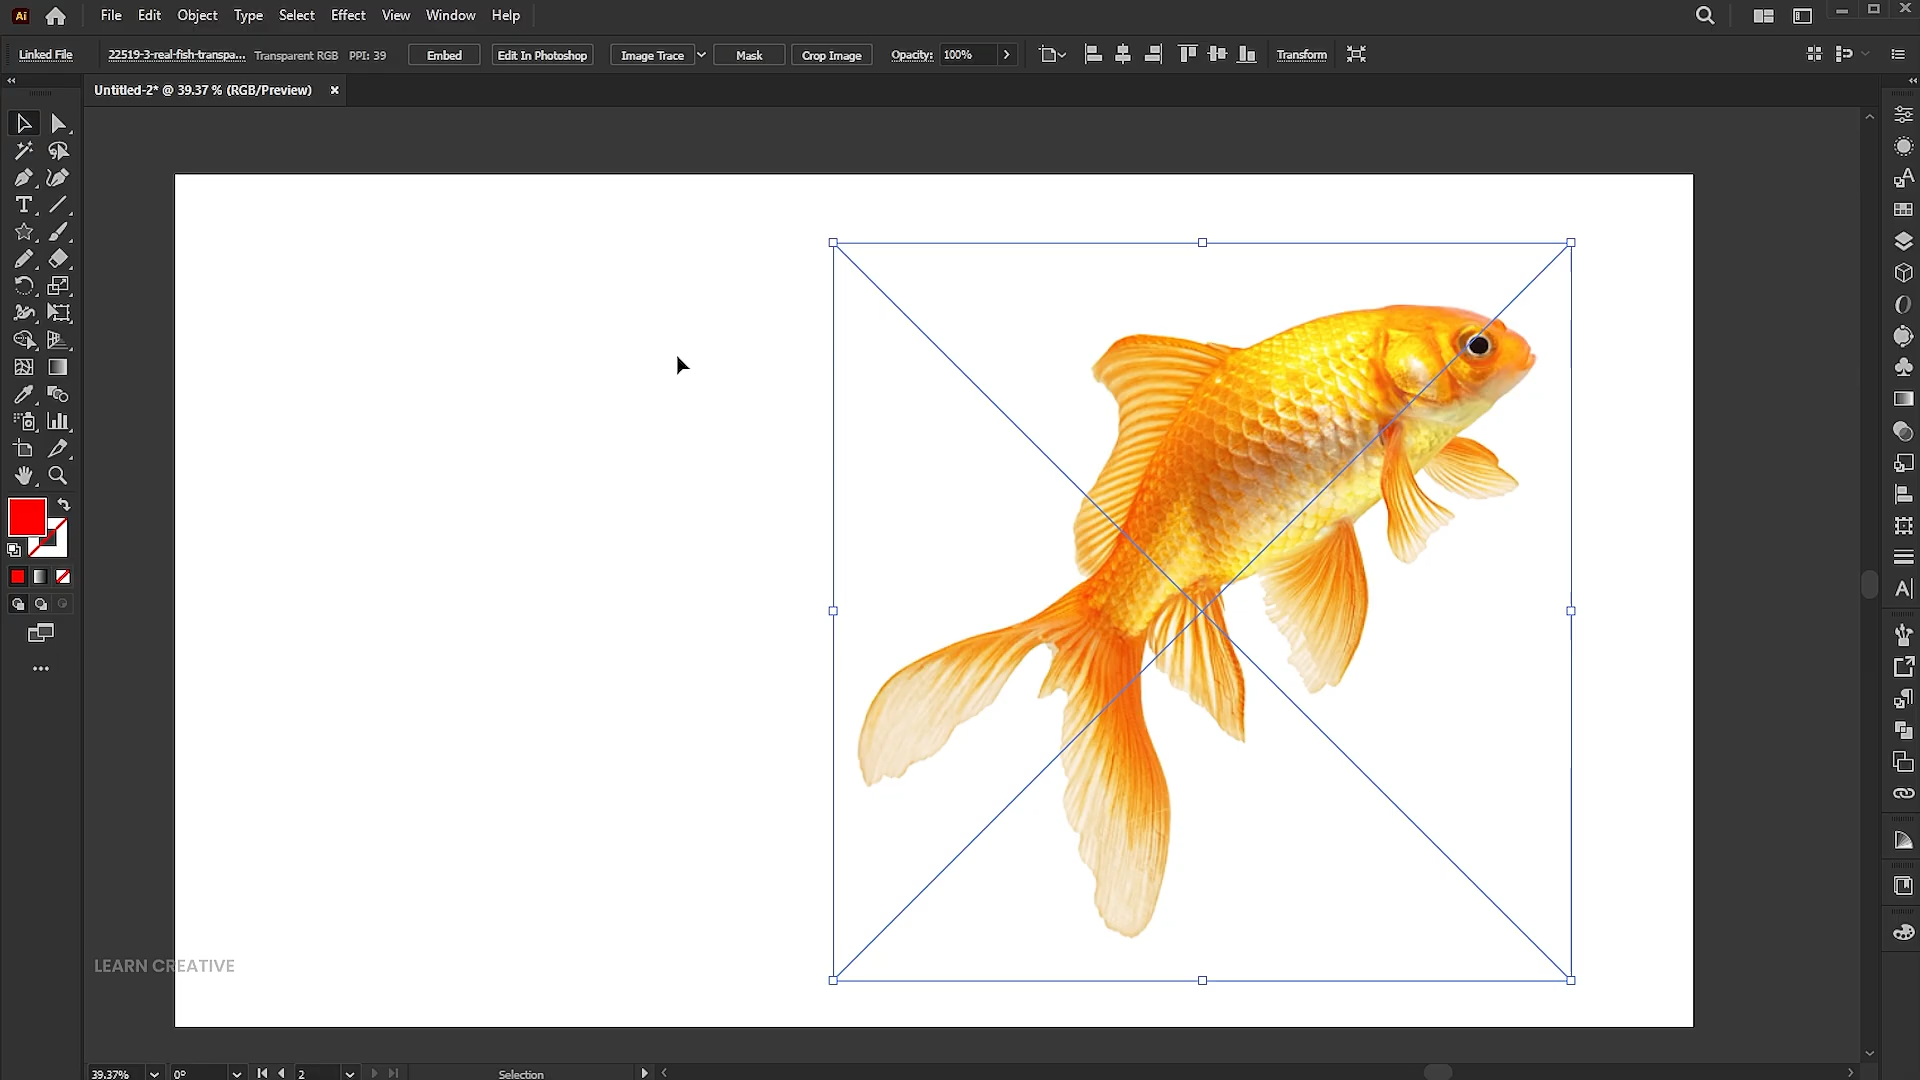 Ai File Edit Object Type Select Effect View Window Help
Linked File 22519-3-real-fish-transpa... Transparent RGB PPI: 39 Embed Edit In Photoshop Image Trace Mask Crop Image Opacity: 100% Transform
Untitled-2* @ 39.37 % (RGB/Preview)
LEARN CREATIVE
39.37% 0° 2 Selection